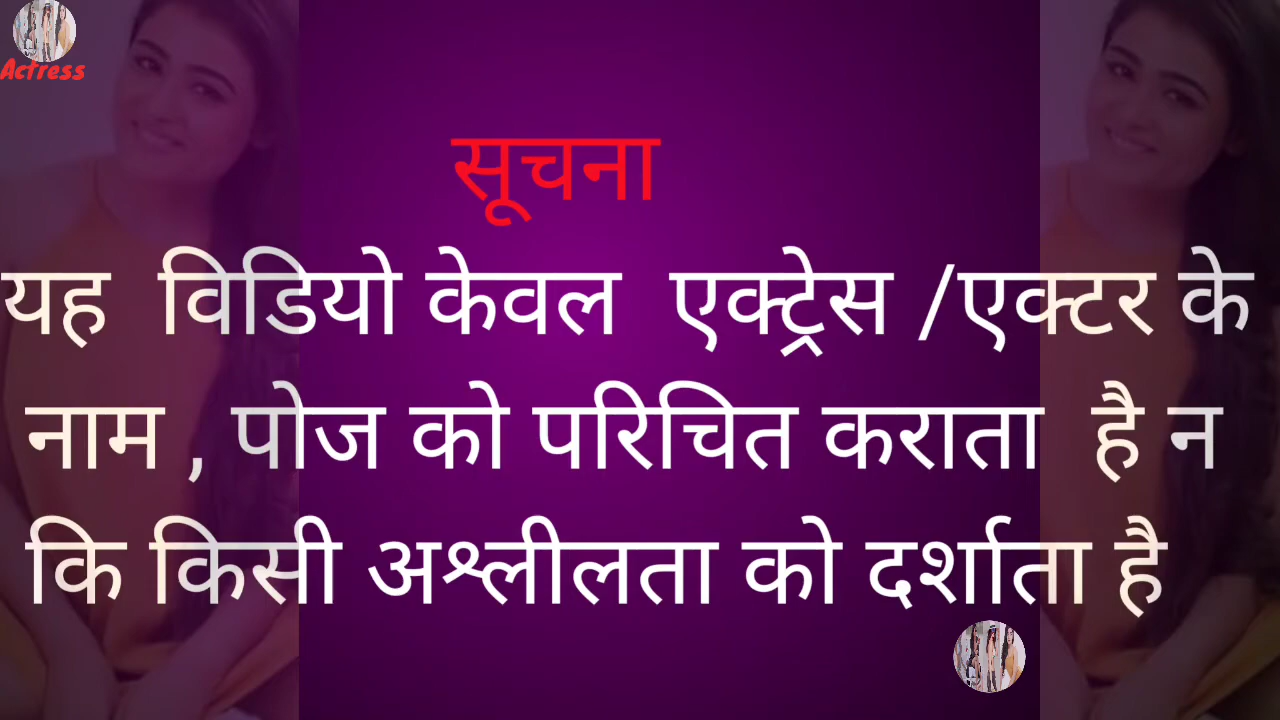 Actress
सूचना
यह विडियो केवल एक्ट्रेस /एक्टर के
नाम , पोज को परिचित कराता है न
कि किसी अश्लीलता को दर्शाता है